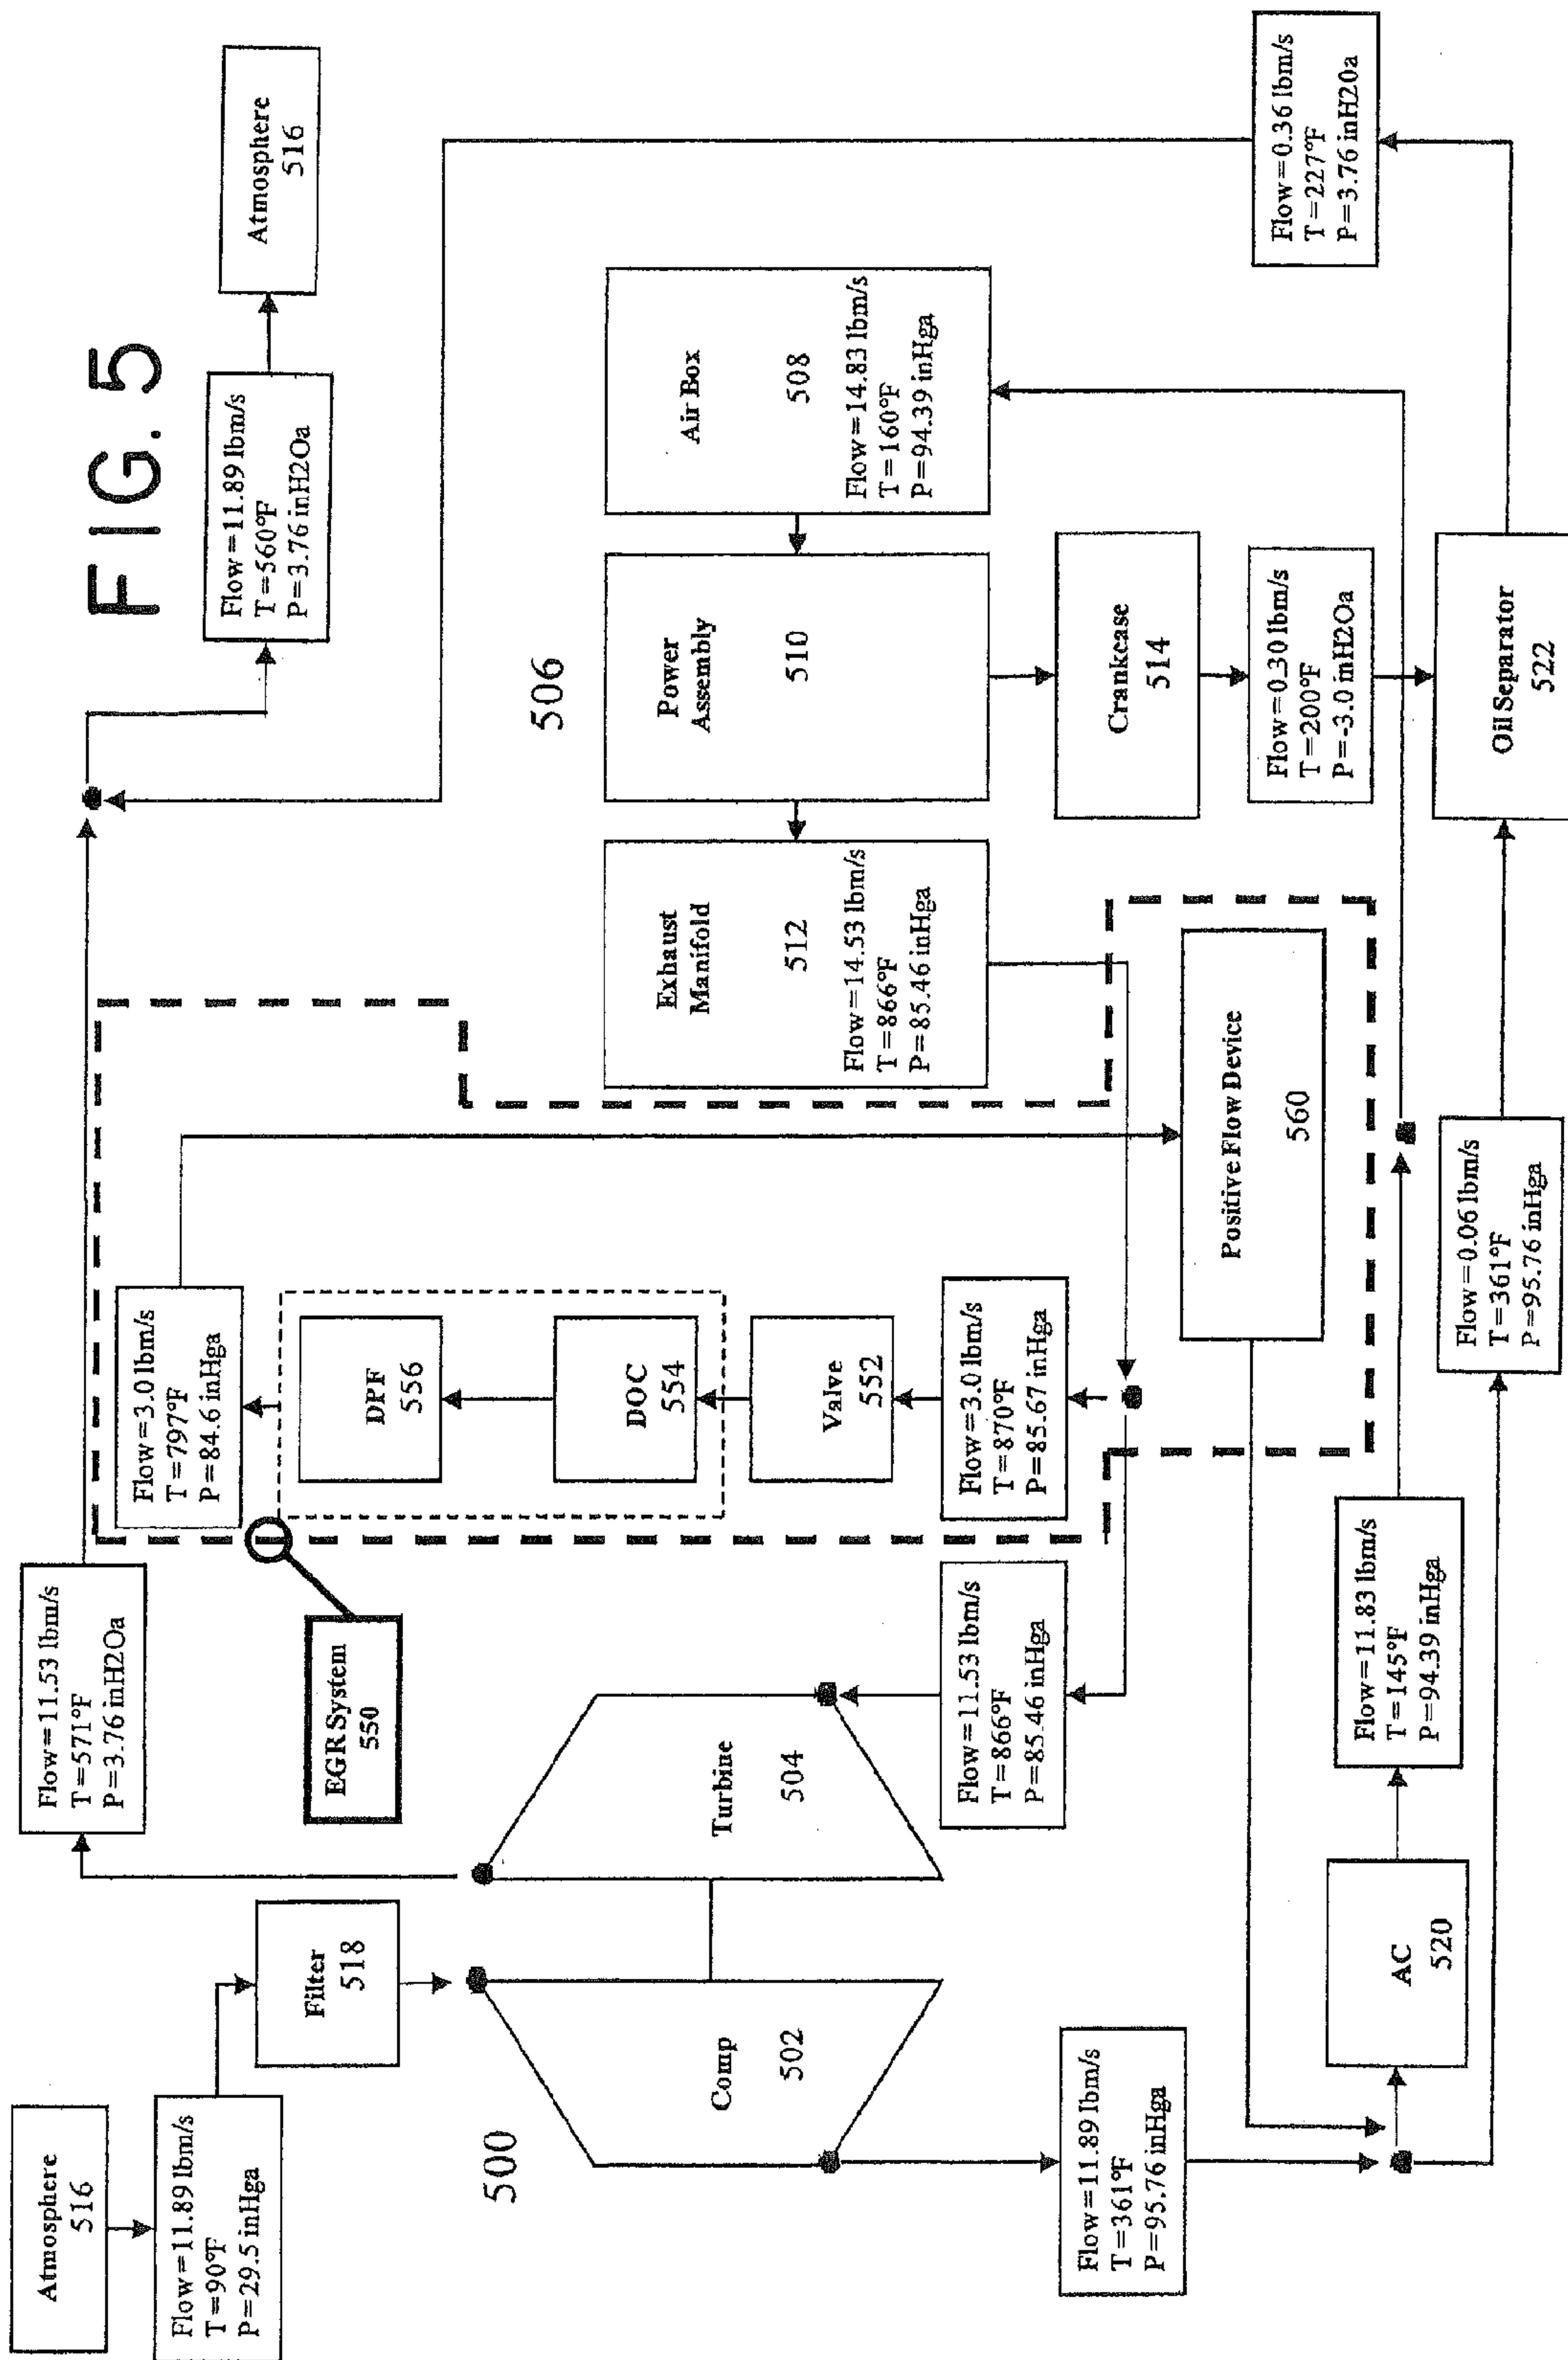 FIG. 5
Atmosphere
516
Flow=11.89 lbm/s
T=90°F
P=29.5 inHga
Filter
518
500
Comp
502
Turbine
504
Flow=11.89 lbm/s
T=361°F
P=95.76 inHga
AC
520
Flow=11.83 lbm/s
T=145°F
P=94.39 inHga
Flow=0.06 lbm/s
T=361°F
P=95.76 inHga
Flow=11.53 lbm/s
T=571°F
P=3.76 inH2Oa
EGR System
550
Flow=11.53 lbm/s
T=866°F
P=85.46 inHga
Flow=3.0 lbm/s
T=797°F
P=84.6 inHga
DPF
556
DOC
554
Valve
552
Flow=3.0 lbm/s
T=870°F
P=85.67 inHga
Positive Flow Device
560
506
Exhaust
Manifold
512
Flow=14.53 lbm/s
T=866°F
P=85.46 inHga
Power
Assembly
510
Air Box
508
Flow=14.83 lbm/s
T=160°F
P=94.39 inHga
Crankcase
514
Flow=0.30 lbm/s
T=200°F
P=-3.0 inH2Oa
Oil Separator
522
Flow=0.36 lbm/s
T=227°F
P=3.76 inH20a
Flow=11.89 lbm/s
T=560°F
P=3.76 inH2Oa
Atmosphere
516